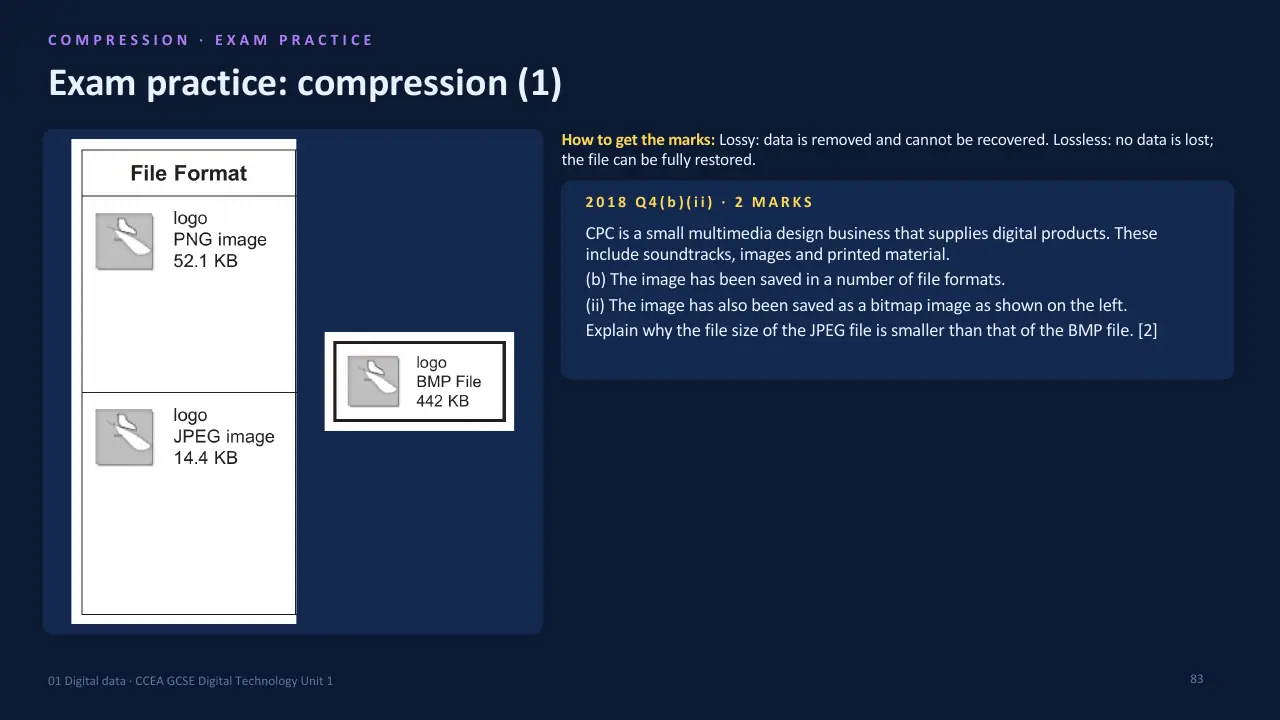 COMPRESSION · EXAM PRACTICE
Exam practice: compression (1)
File Format
logo
PNG image
52.1 KB
logo
JPEG image
14.4 KB
logo
BMP File
442 KB
How to get the marks: Lossy: data is removed and cannot be recovered. Lossless: no data is lost;
the file can be fully restored.
2018 Q4(b)(ii) · 2 MARKS
CPC is a small multimedia design business that supplies digital products. These
include soundtracks, images and printed material.
(b) The image has been saved in a number of file formats.
(ii) The image has also been saved as a bitmap image as shown on the left.
Explain why the file size of the JPEG file is smaller than that of the BMP file. [2]
01 Digital data · CCEA GCSE Digital Technology Unit 1
83